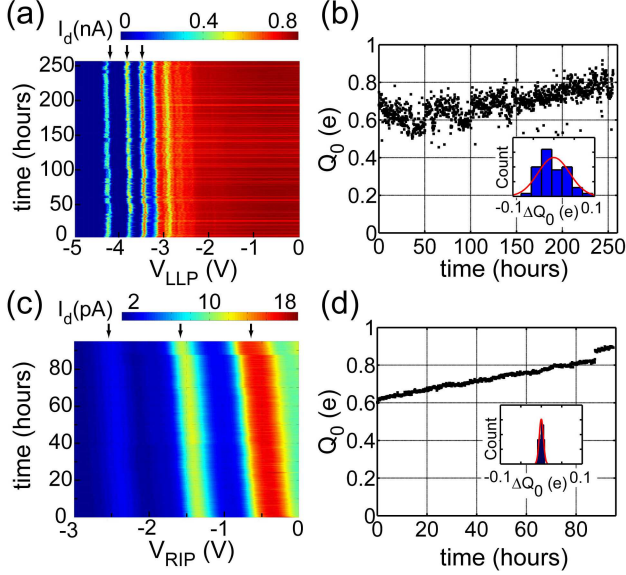 (a)
I_d(nA) 0 0.4 0.8
time (hours)
250
200
150
100
50
0
-5 -4 -3 -2 -1 0
V_LLP (V)
(b)
Q_0 (e)
1
0.8
0.6
0.4
0.2
0
Count
-0.1 ΔQ_0 (e) 0.1
0 50 100 150 200 250
time (hours)
(c)
I_d(pA) 2 10 18
time (hours)
80
60
40
20
0
-3 -2 -1 0
V_RIP (V)
(d)
Q_0 (e)
1
0.8
0.6
0.4
0.2
0
Count
-0.1 ΔQ_0 (e) 0.1
0 20 40 60 80
time (hours)